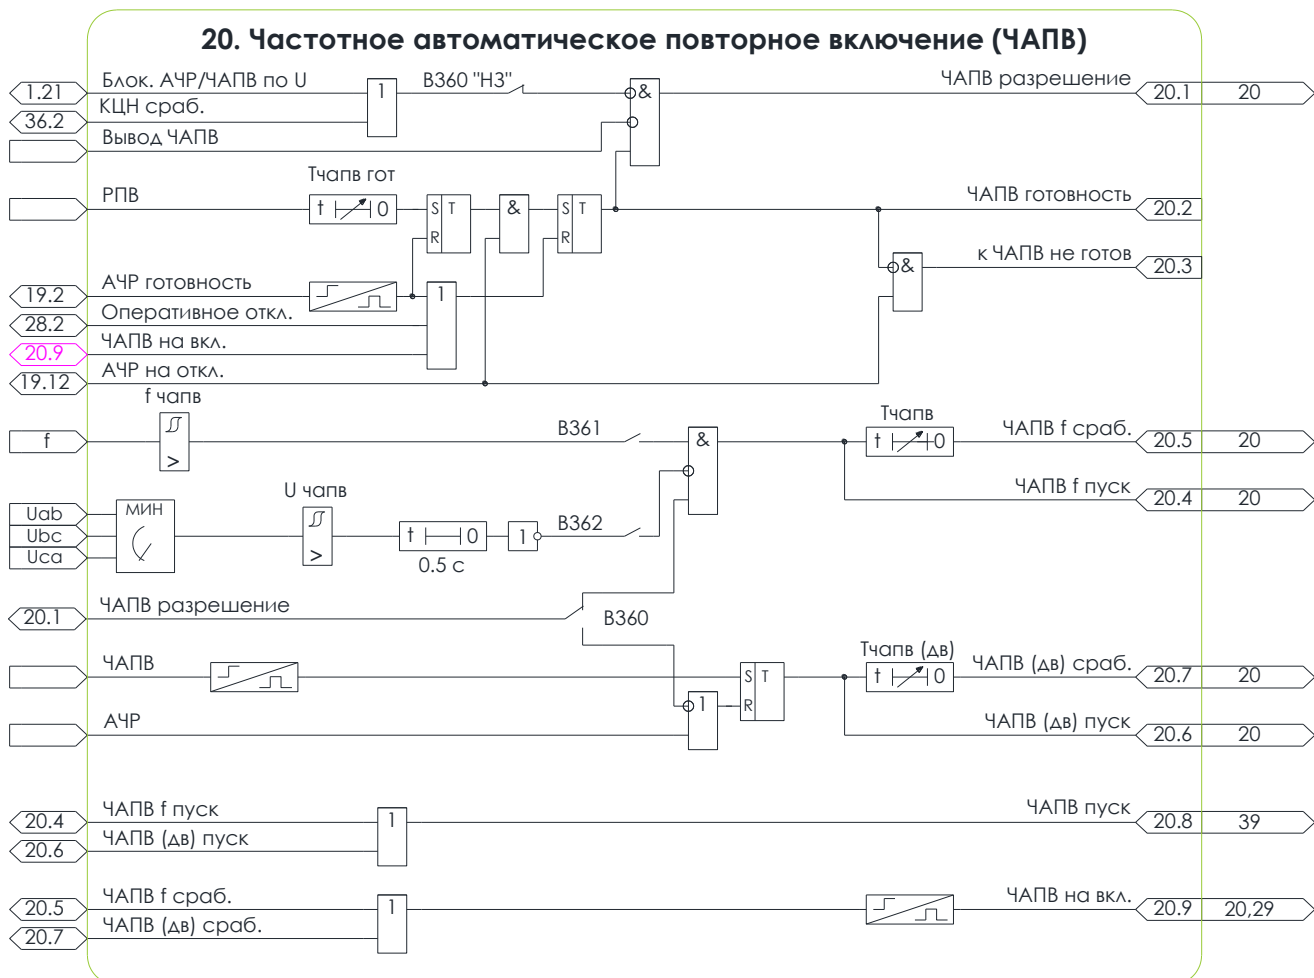 20. Частотное автоматическое повторное включение (ЧАПВ)
1.21 Блок. АЧР/ЧАПВ по U 1 В360 "НЗ" & ЧАПВ разрешение 20.1 20
36.2 КЦН сраб.
Вывод ЧАПВ
Тчапв гот
РПВ t 0 S T R & S T R ЧАПВ готовность 20.2
& к ЧАПВ не готов 20.3
19.2 АЧР готовность 1
28.2 Оперативное откл.
20.9 ЧАПВ на вкл.
19.12 АЧР на откл.
f чапв
f > В361 & Тчапв t 0 ЧАПВ f сраб. 20.5 20
ЧАПВ f пуск 20.4 20
U чапв
Uab МИН
Ubc > t 0 1 В362
Uca
0.5 с
20.1 ЧАПВ разрешение В360
ЧАПВ S T R Тчапв (дв) t 0 ЧАПВ (дв) сраб. 20.7 20
АЧР 1 ЧАПВ (дв) пуск 20.6 20
20.4 ЧАПВ f пуск 1 ЧАПВ пуск 20.8 39
20.6 ЧАПВ (дв) пуск
20.5 ЧАПВ f сраб. 1 ЧАПВ на вкл. 20.9 20,29
20.7 ЧАПВ (дв) сраб.